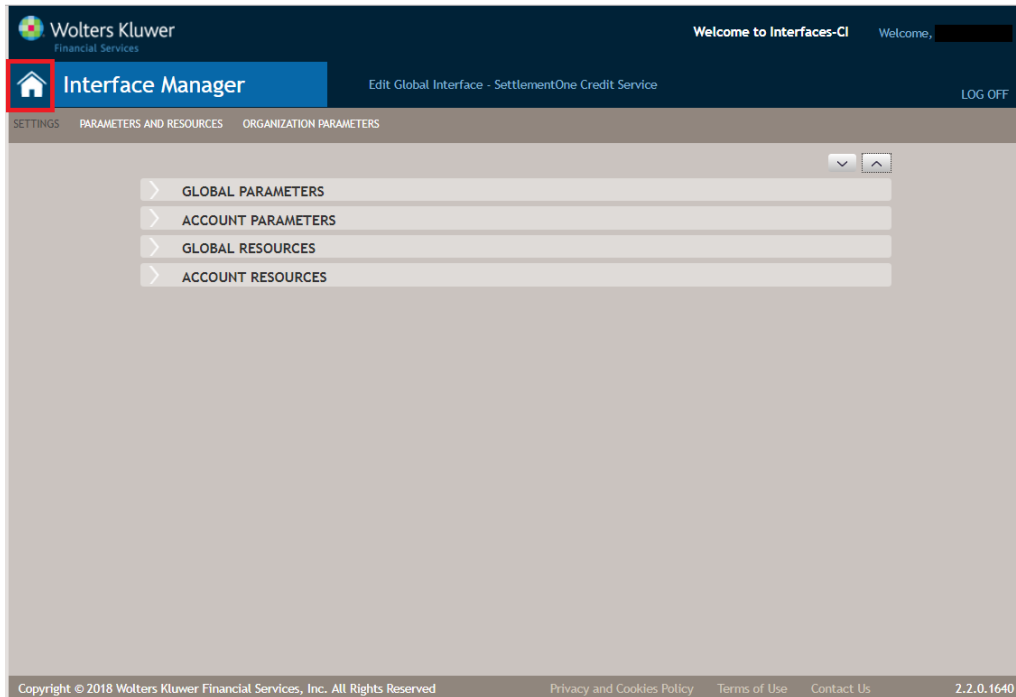 Wolters Kluwer
Financial Services
Welcome to Interfaces-CI Welcome,
Interface Manager
Edit Global Interface - SettlementOne Credit Service
LOG OFF
SETTINGS PARAMETERS AND RESOURCES ORGANIZATION PARAMETERS
GLOBAL PARAMETERS
ACCOUNT PARAMETERS
GLOBAL RESOURCES
ACCOUNT RESOURCES
Copyright © 2018 Wolters Kluwer Financial Services, Inc. All Rights Reserved Privacy and Cookies Policy Terms of Use Contact Us 2.2.0.1640